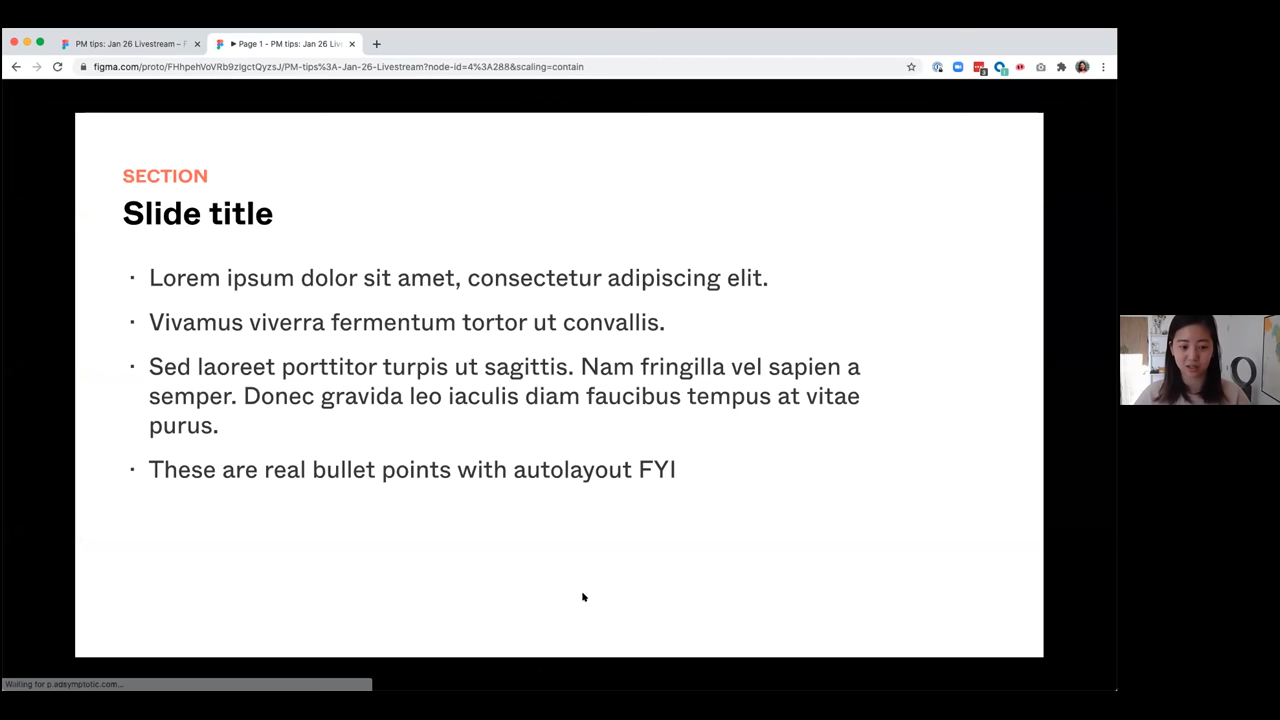 PM tips: Jan 26 Livestream – F
Page 1 - PM tips: Jan 26 Liv
figma.com/proto/FHhpehVoVRb9zIgctQyzsJ/PM-tips%3A-Jan-26-Livestream?node-id=4%3A288&scaling=contain
SECTION
Slide title
· Lorem ipsum dolor sit amet, consectetur adipiscing elit.
· Vivamus viverra fermentum tortor ut convallis.
· Sed laoreet porttitor turpis ut sagittis. Nam fringilla vel sapien a
semper. Donec gravida leo iaculis diam faucibus tempus at vitae
purus.
· These are real bullet points with autolayout FYI
Waiting for p.adsymptotic.com...